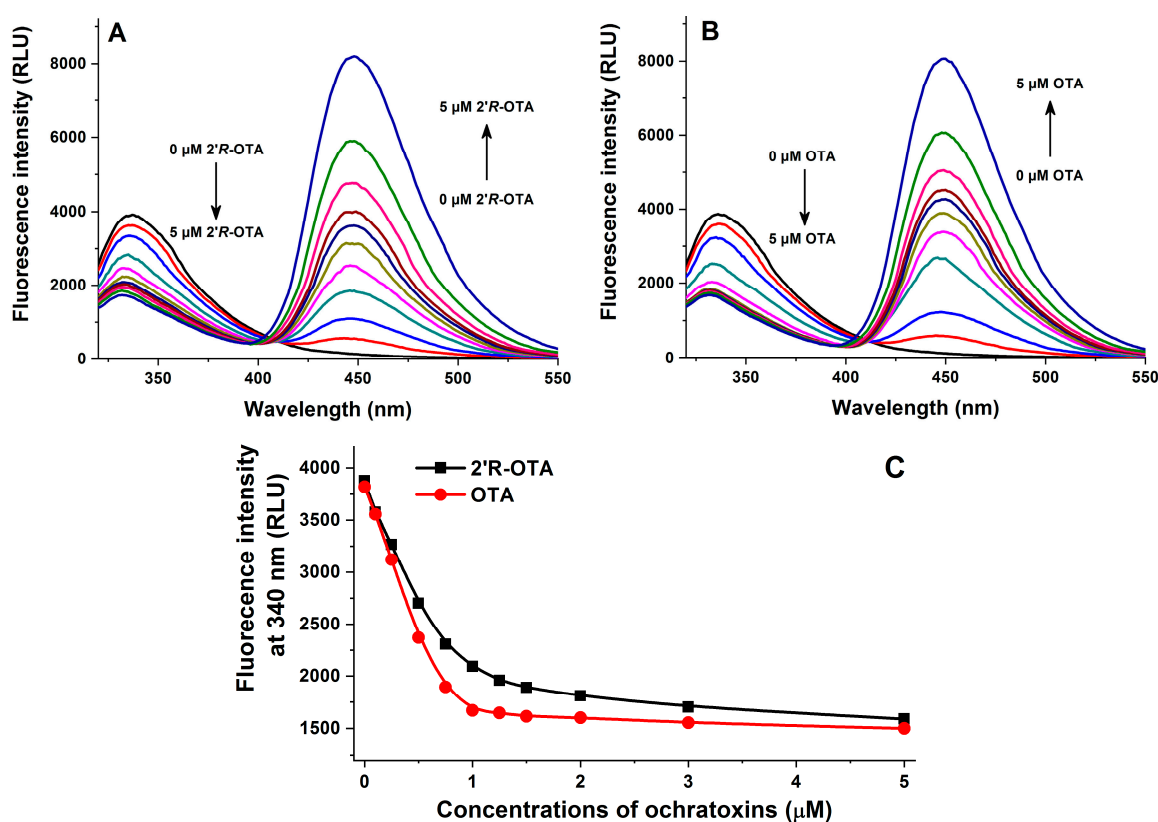 A
Fluorescence intensity (RLU)
8000
6000
4000
2000
0
5 µM 2'R-OTA
0 µM 2'R-OTA
0 µM 2'R-OTA
5 µM 2'R-OTA
350
400
450
500
550
Wavelength (nm)
B
Fluorescence intensity (RLU)
8000
6000
4000
2000
0
5 µM OTA
0 µM OTA
0 µM OTA
5 µM OTA
350
400
450
500
550
Wavelength (nm)
C
Fluorecence intensity
at 340 nm (RLU)
4000
3500
3000
2500
2000
1500
2'R-OTA
OTA
0
1
2
3
4
5
Concentrations of ochratoxins (µM)